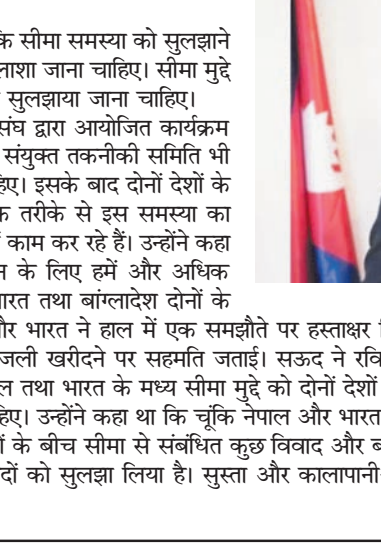 कि सीमा समस्या को सुलझाने
लाशा जाना चाहिए। सीमा मुद्दे
सुलझाया जाना चाहिए।
संघ द्वारा आयोजित कार्यक्रम
संयुक्त तकनीकी समिति भी
हिए। इसके बाद दोनों देशों के
क तरीके से इस समस्या का
काम कर रहे हैं। उन्होंने कहा
न के लिए हमें और अधिक
भारत तथा बांग्लादेश दोनों के
और भारत ने हाल में एक समझौते पर हस्ताक्षर
जली खरीदने पर सहमति जताई। सऊद ने रवि
ल तथा भारत के मध्य सीमा मुद्दे को दोनों देशों
हिए। उन्होंने कहा था कि चूंकि नेपाल और भारत
ों के बीच सीमा से संबंधित कुछ विवाद और ब
दों को सुलझा लिया है। सुस्ता और कालापानी